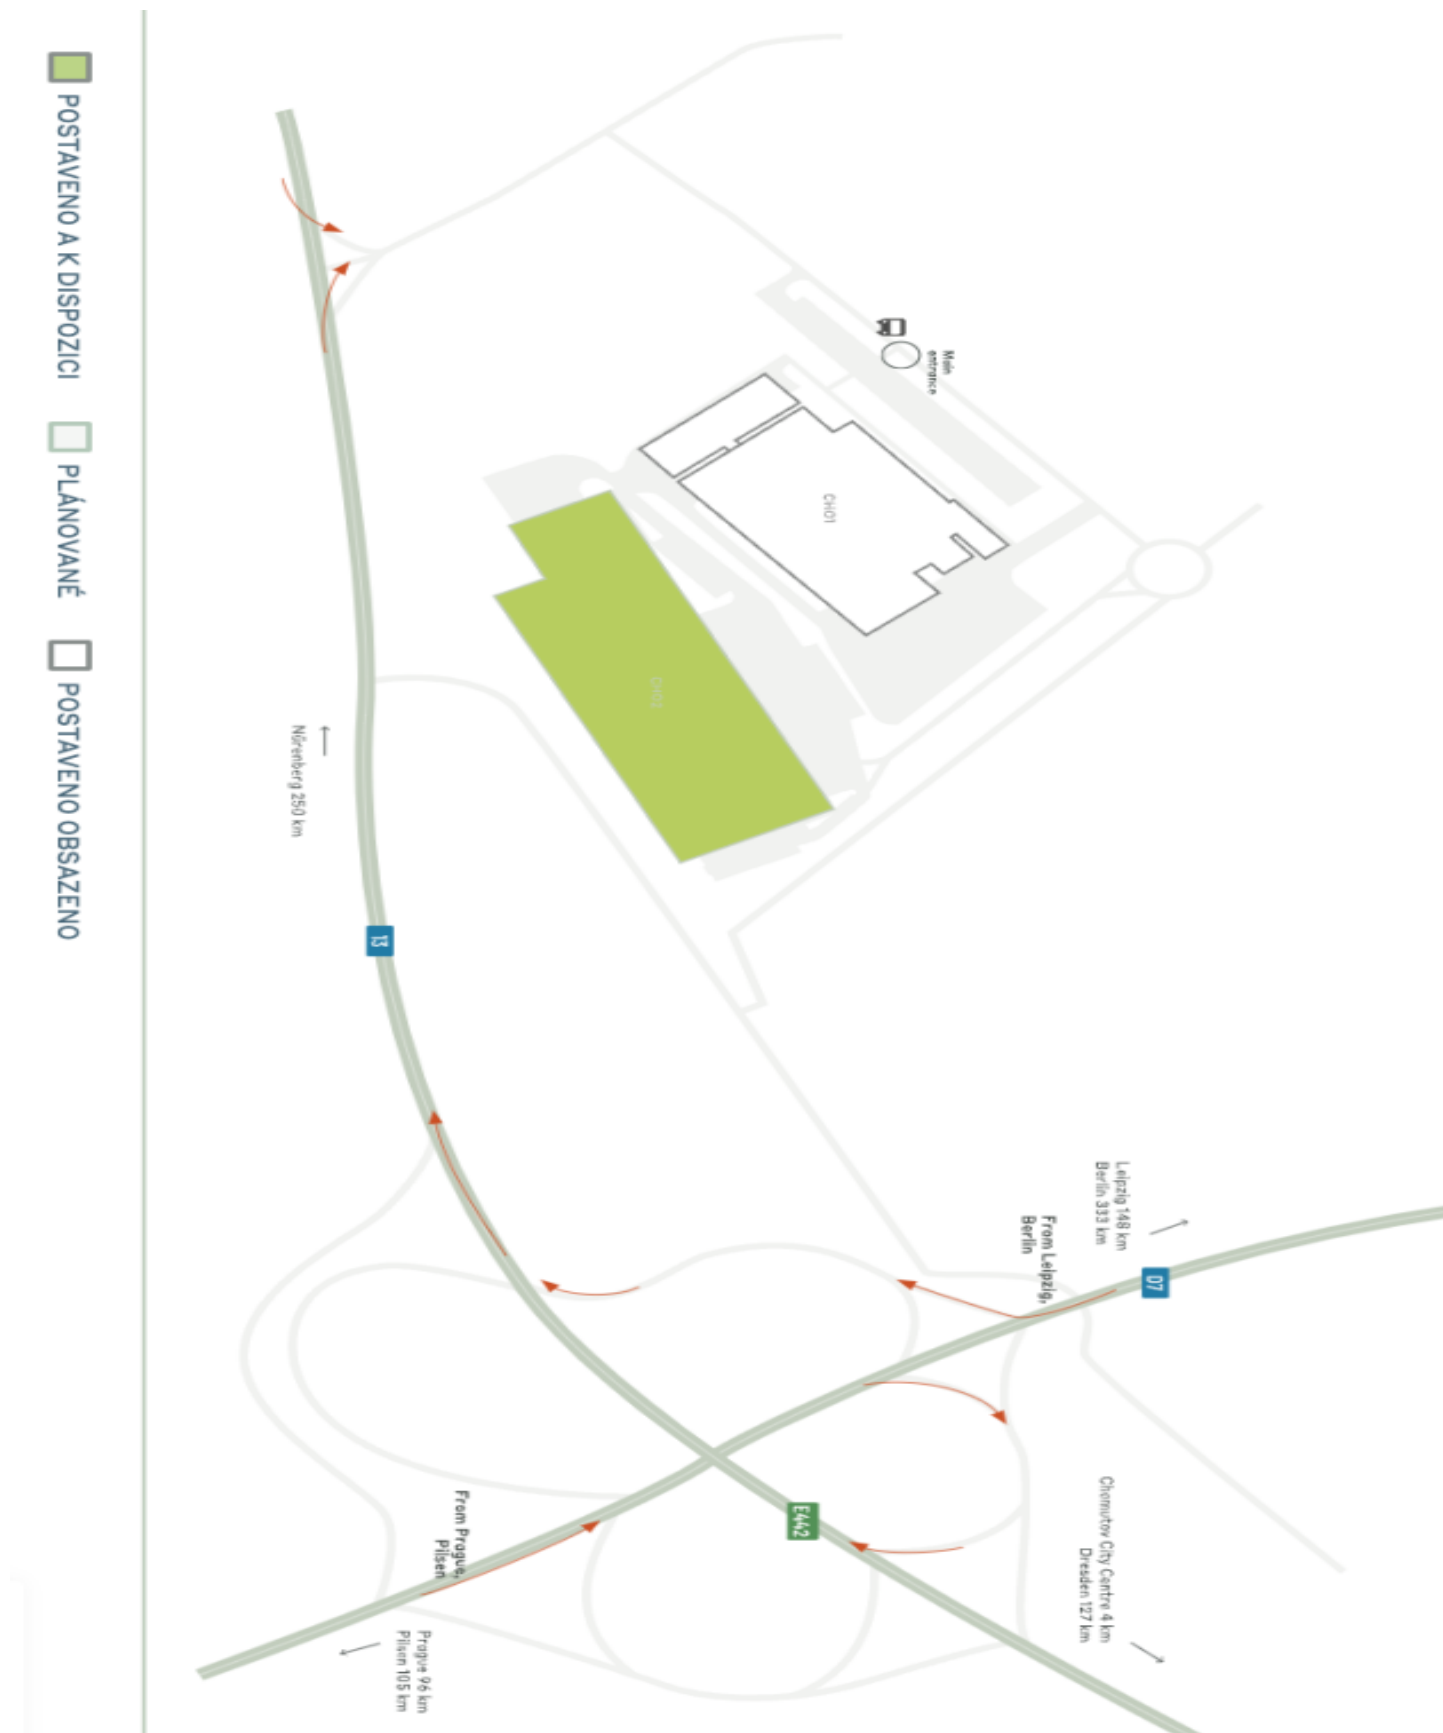 POSTAVENO A K DISPOZICI
PLÁNOVANÉ
POSTAVENO OBSAZENO
Main
entrance
CH01
CH02
Nürenberg 250 km
13
Leipzig 148 km
Berlin 333 km
From Leipzig,
Berlin
D7
E442
Chomutov City Centre 4 km
Dresden 127 km
From Prague,
Pilsen
Prague 96 km
Pilsen 105 km